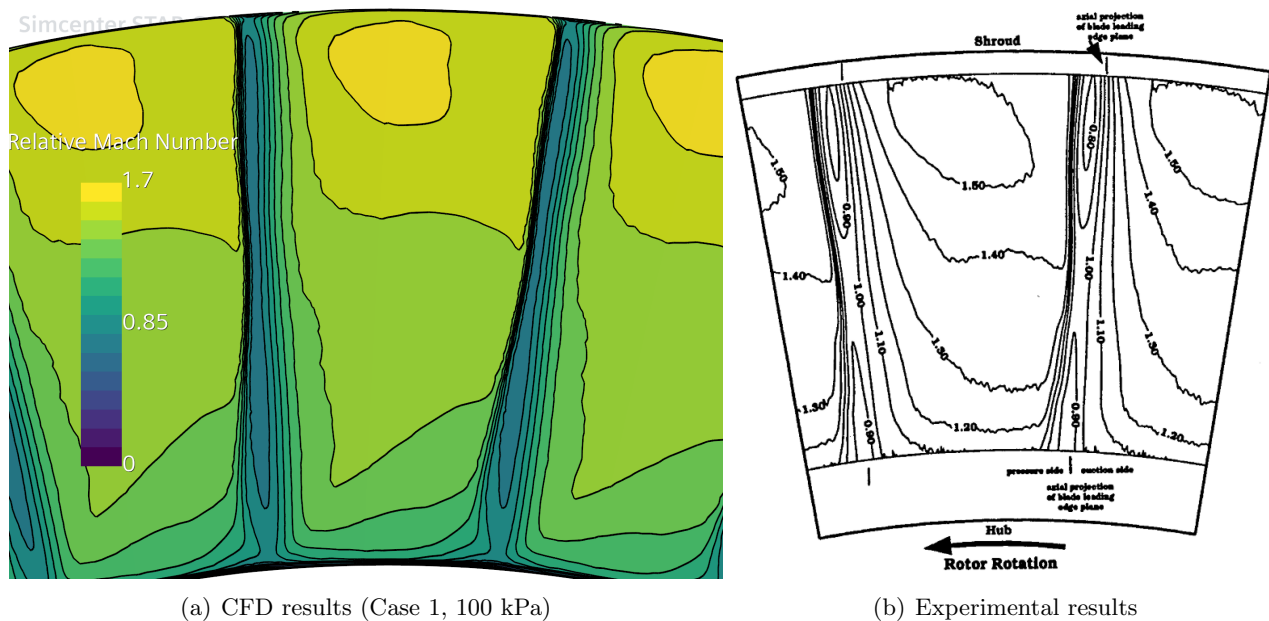 Simcenter STAR
Relative Mach Number
1.7
0.85
0
(a) CFD results (Case 1, 100 kPa)
axial projection
of blade leading
edge plane
Shroud
0.80
1.50
1.50
1.50
0.90
1.40
1.40
1.40
1.00
1.00
1.10
1.10
1.30
1.30
1.30
0.80
1.20
1.20
0.90
pressure side
suction side
axial projection
of blade leading
edge plane
Hub
Rotor Rotation
(b) Experimental results